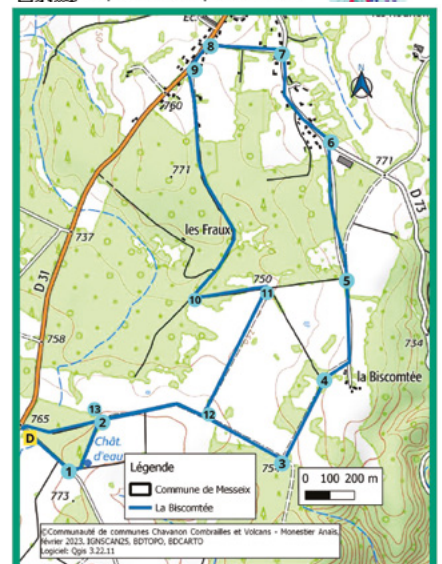 8
9
7
760
N
6
771
771
D 73
les Fraux
737
750
5
10
11
D 31
734
758
la Biscomtée
4
13
2
12
765
D
Chât.
d'eau
1
3
773
Légende
Commune de Messeix
La Biscomtée
0 100 200 m
©Communauté de communes Chavanon Combrailles et Volcans - Monestier Anaïs,
février 2023. IGNSCAN25, BDTOPO, BDCARTO
Logiciel: Qgis 3.22.11